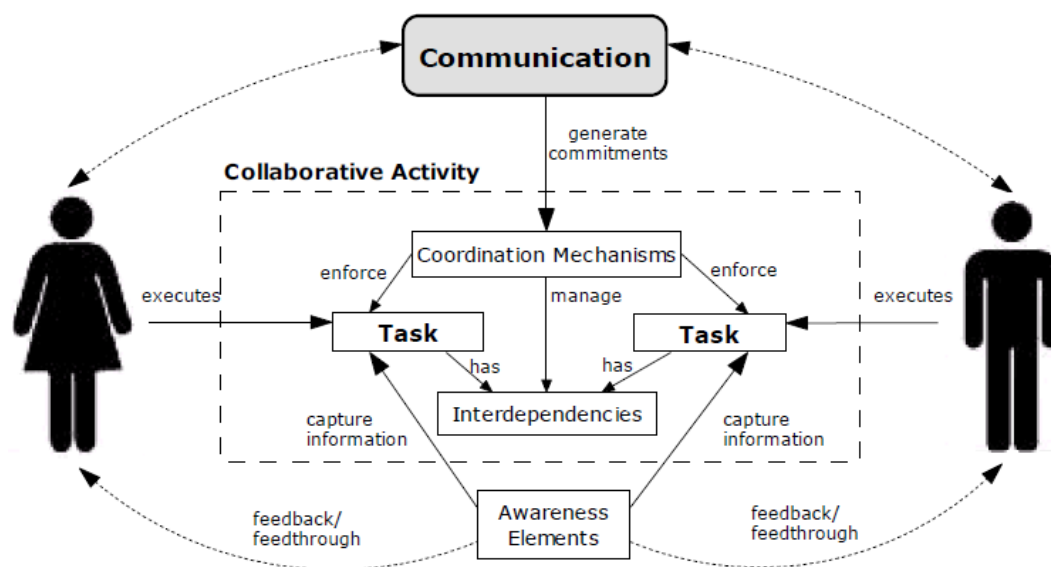 Communication
generate
commitments
Collaborative Activity
Coordination Mechanisms
enforce
enforce
manage
executes
executes
Task
Task
has
has
Interdependencies
capture
information
capture
information
Awareness
Elements
feedback/
feedthrough
feedback/
feedthrough